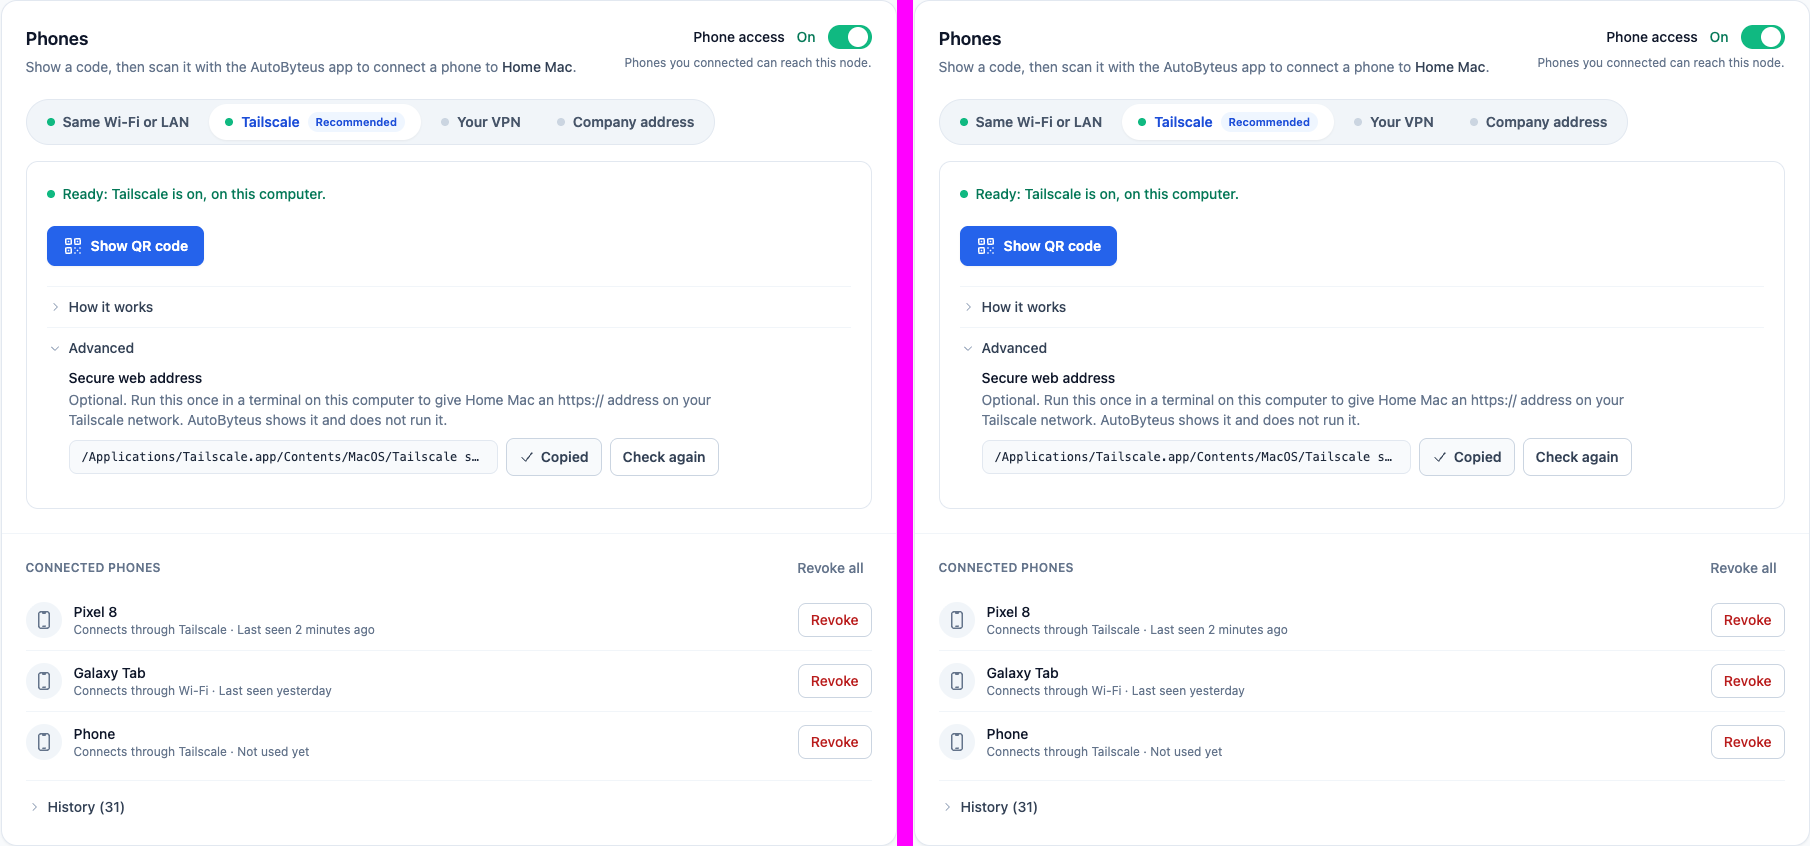 Phones
Phone access On
Show a code, then scan it with the AutoByteus app to connect a phone to Home Mac.
Phones you connected can reach this node.
Same Wi-Fi or LAN
Tailscale Recommended
Your VPN
Company address
Ready: Tailscale is on, on this computer.
Show QR code
How it works
Advanced
Secure web address
Optional. Run this once in a terminal on this computer to give Home Mac an https:// address on your
Tailscale network. AutoByteus shows it and does not run it.
/Applications/Tailscale.app/Contents/MacOS/Tailscale s…
Copied
Check again
CONNECTED PHONES
Revoke all
Pixel 8
Connects through Tailscale · Last seen 2 minutes ago
Revoke
Galaxy Tab
Connects through Wi-Fi · Last seen yesterday
Revoke
Phone
Connects through Tailscale · Not used yet
Revoke
History (31)
Phones
Phone access On
Show a code, then scan it with the AutoByteus app to connect a phone to Home Mac.
Phones you connected can reach this node.
Same Wi-Fi or LAN
Tailscale Recommended
Your VPN
Company address
Ready: Tailscale is on, on this computer.
Show QR code
How it works
Advanced
Secure web address
Optional. Run this once in a terminal on this computer to give Home Mac an https:// address on your
Tailscale network. AutoByteus shows it and does not run it.
/Applications/Tailscale.app/Contents/MacOS/Tailscale s…
Copied
Check again
CONNECTED PHONES
Revoke all
Pixel 8
Connects through Tailscale · Last seen 2 minutes ago
Revoke
Galaxy Tab
Connects through Wi-Fi · Last seen yesterday
Revoke
Phone
Connects through Tailscale · Not used yet
Revoke
History (31)